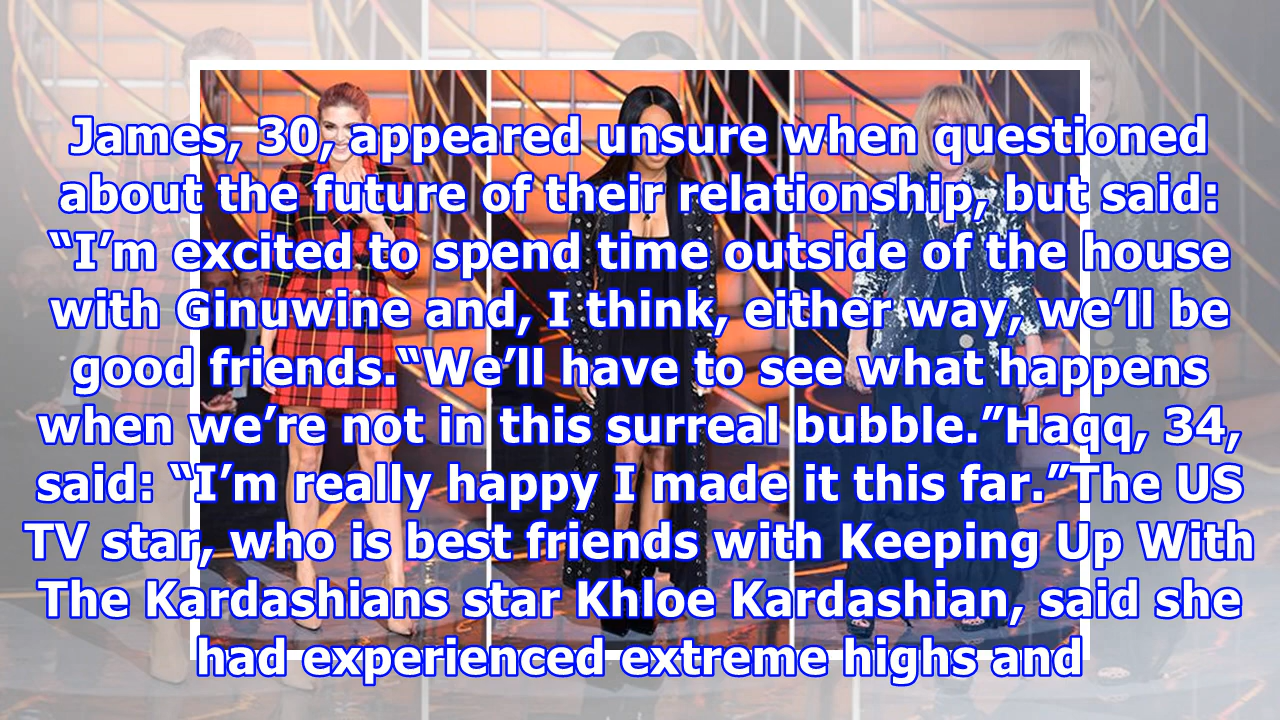 James, 30, appeared unsure when questioned
about the future of their relationship, but said:
“I’m excited to spend time outside of the house
with Ginuwine and, I think, either way, we’ll be
good friends.“We’ll have to see what happens
when we’re not in this surreal bubble.”Haqq, 34,
said: “I’m really happy I made it this far.”The US
TV star, who is best friends with Keeping Up With
The Kardashians star Khloe Kardashian, said she
had experienced extreme highs and